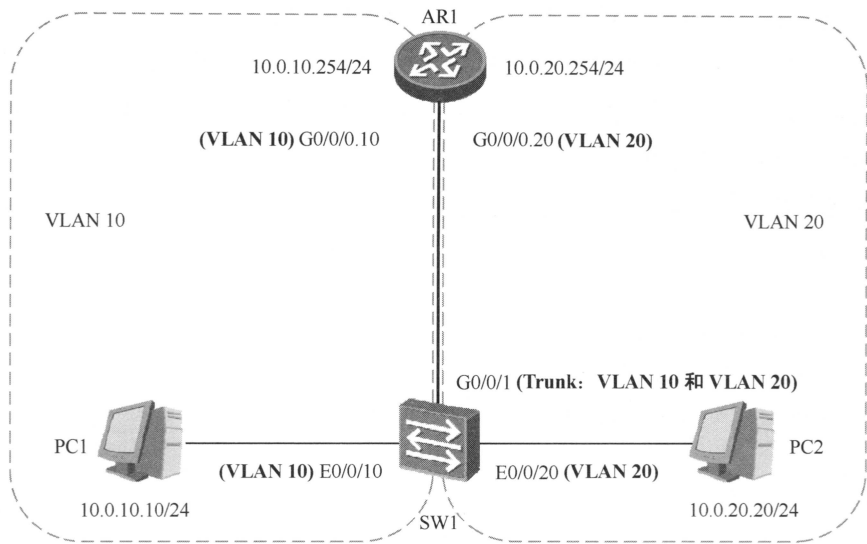 AR1
10.0.10.254/24
10.0.20.254/24
(VLAN 10) G0/0/0.10
G0/0/0.20 (VLAN 20)
VLAN 10
VLAN 20
G0/0/1 (Trunk：VLAN 10 和 VLAN 20)
PC1
PC2
(VLAN 10) E0/0/10
E0/0/20 (VLAN 20)
10.0.10.10/24
SW1
10.0.20.20/24